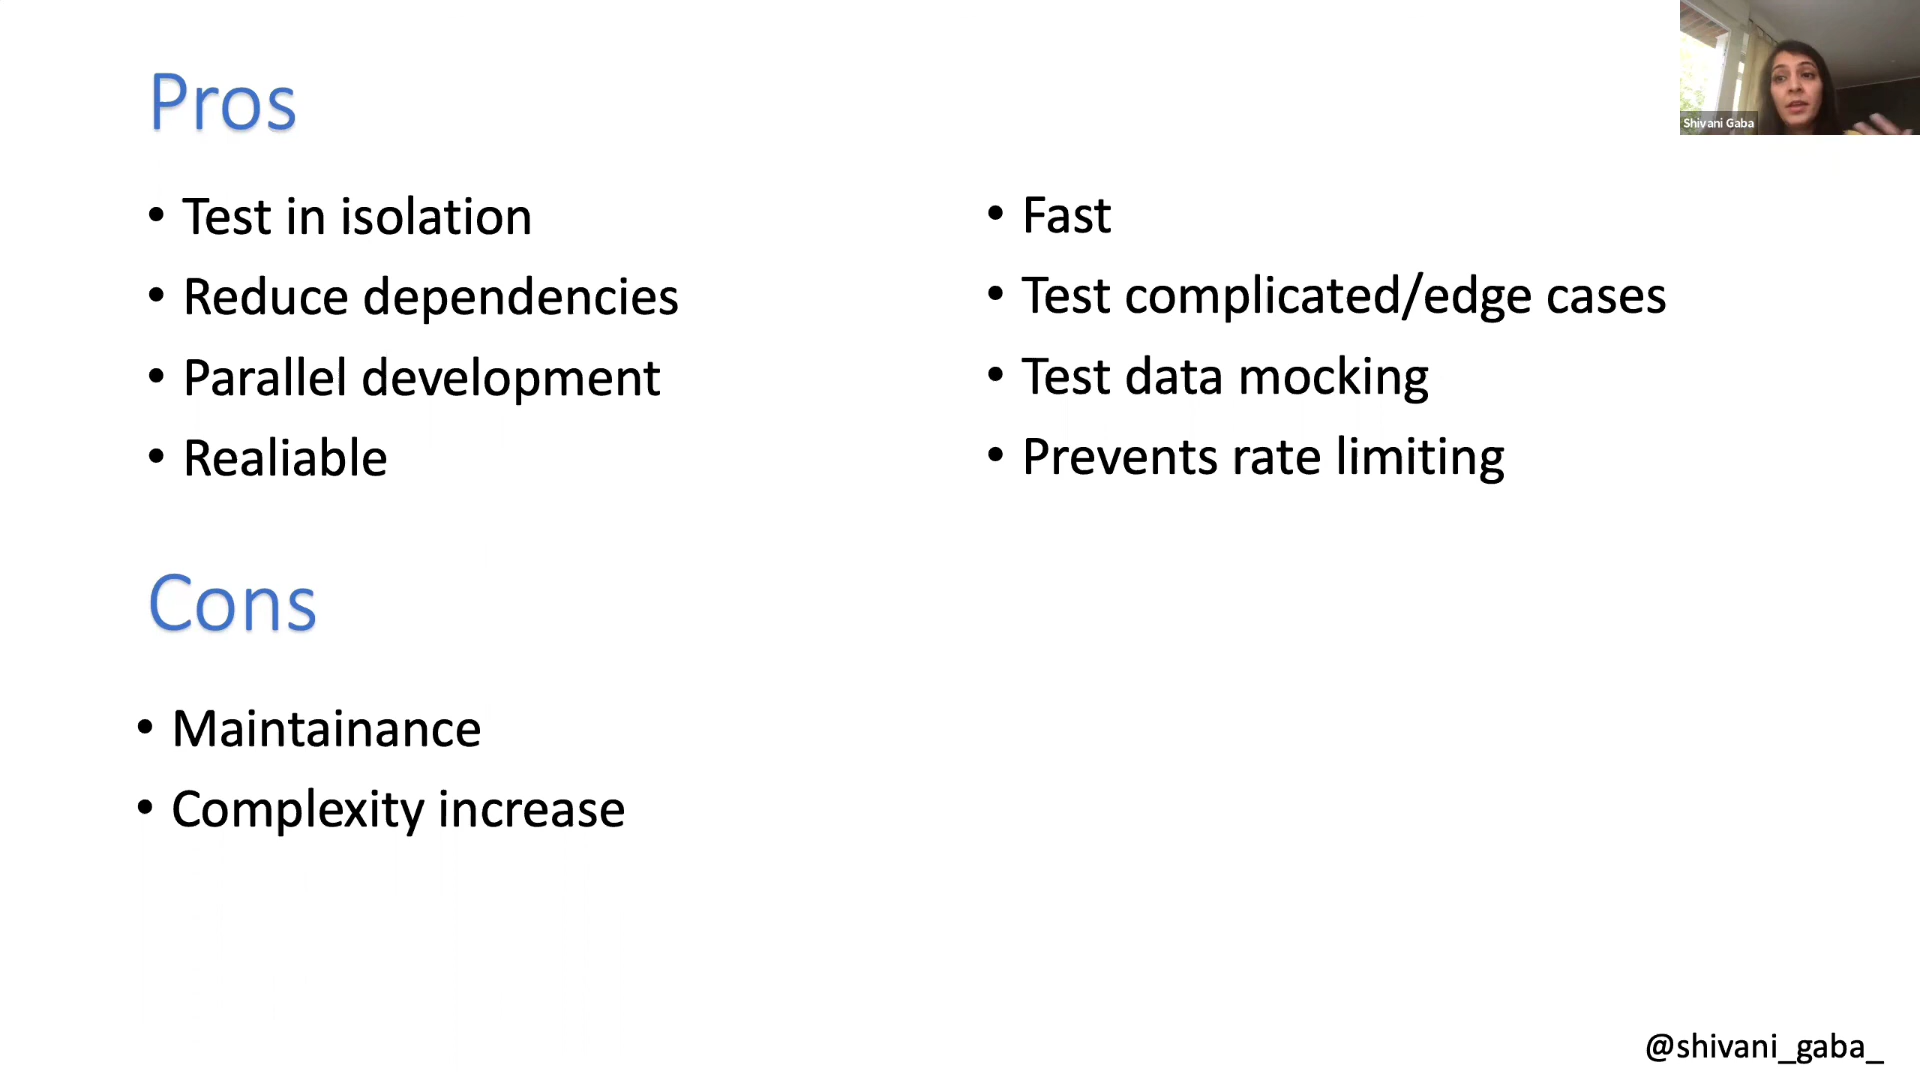 Pros
• Test in isolation
• Reduce dependencies
• Parallel development
• Realiable
• Fast
• Test complicated/edge cases
• Test data mocking
• Prevents rate limiting
Cons
• Maintainance
• Complexity increase
Shivani Gaba
@shivani_gaba_